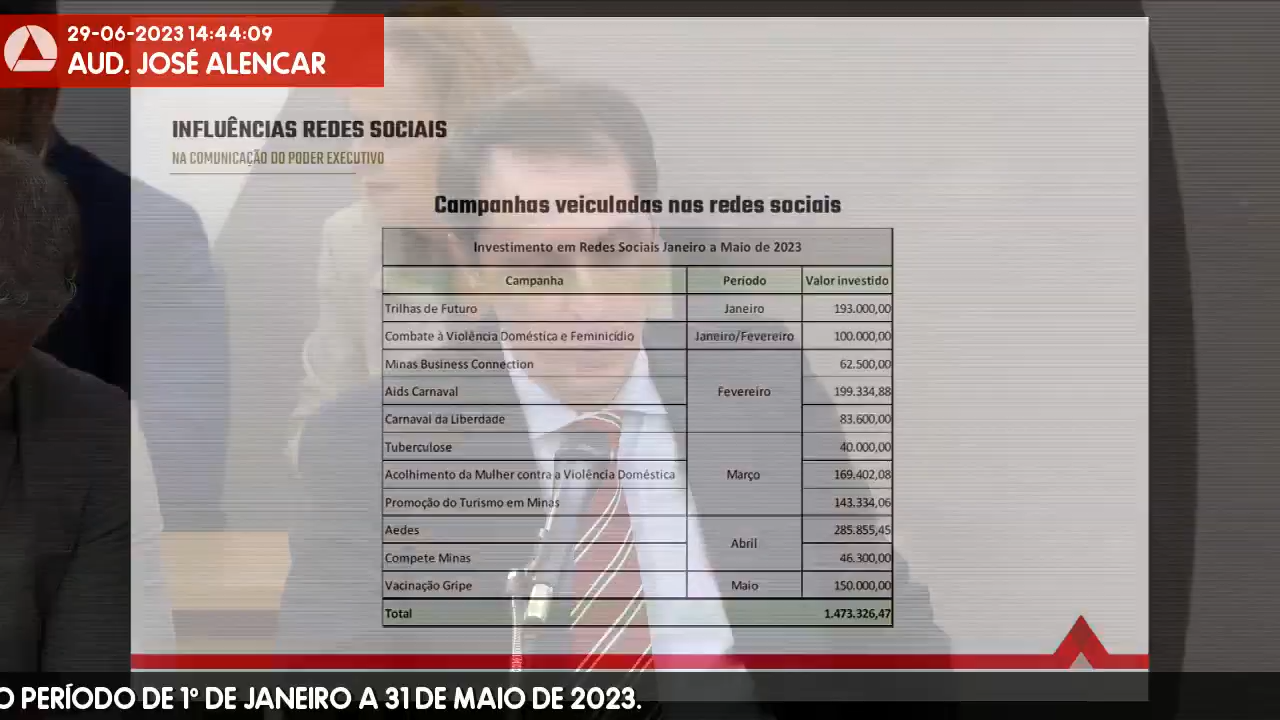 29-06-2023 14:44:09
AUD. JOSÉ ALENCAR
INFLUÊNCIAS REDES SOCIAIS
NA COMUNICAÇÃO DO PODER EXECUTIVO
Campanhas veiculadas nas redes sociais
Investimento em Redes Sociais Janeiro a Maio de 2023
Campanha Período Valor investido
Trilhas de Futuro Janeiro 193.000,00
Combate à Violência Doméstica e Feminicídio Janeiro/Fevereiro 100.000,00
Minas Business Connection 62.500,00
Aids Carnaval Fevereiro 199.334,88
Carnaval da Liberdade 83.600,00
Tuberculose 40.000,00
Acolhimento da Mulher contra a Violência Doméstica Março 169.402,08
Promoção do Turismo em Minas 143.334,06
Aedes 285.855,45
Abril
Compete Minas 46.300,00
Vacinação Gripe Maio 150.000,00
Total 1.473.326,47
O PERÍODO DE 1º DE JANEIRO A 31 DE MAIO DE 2023.